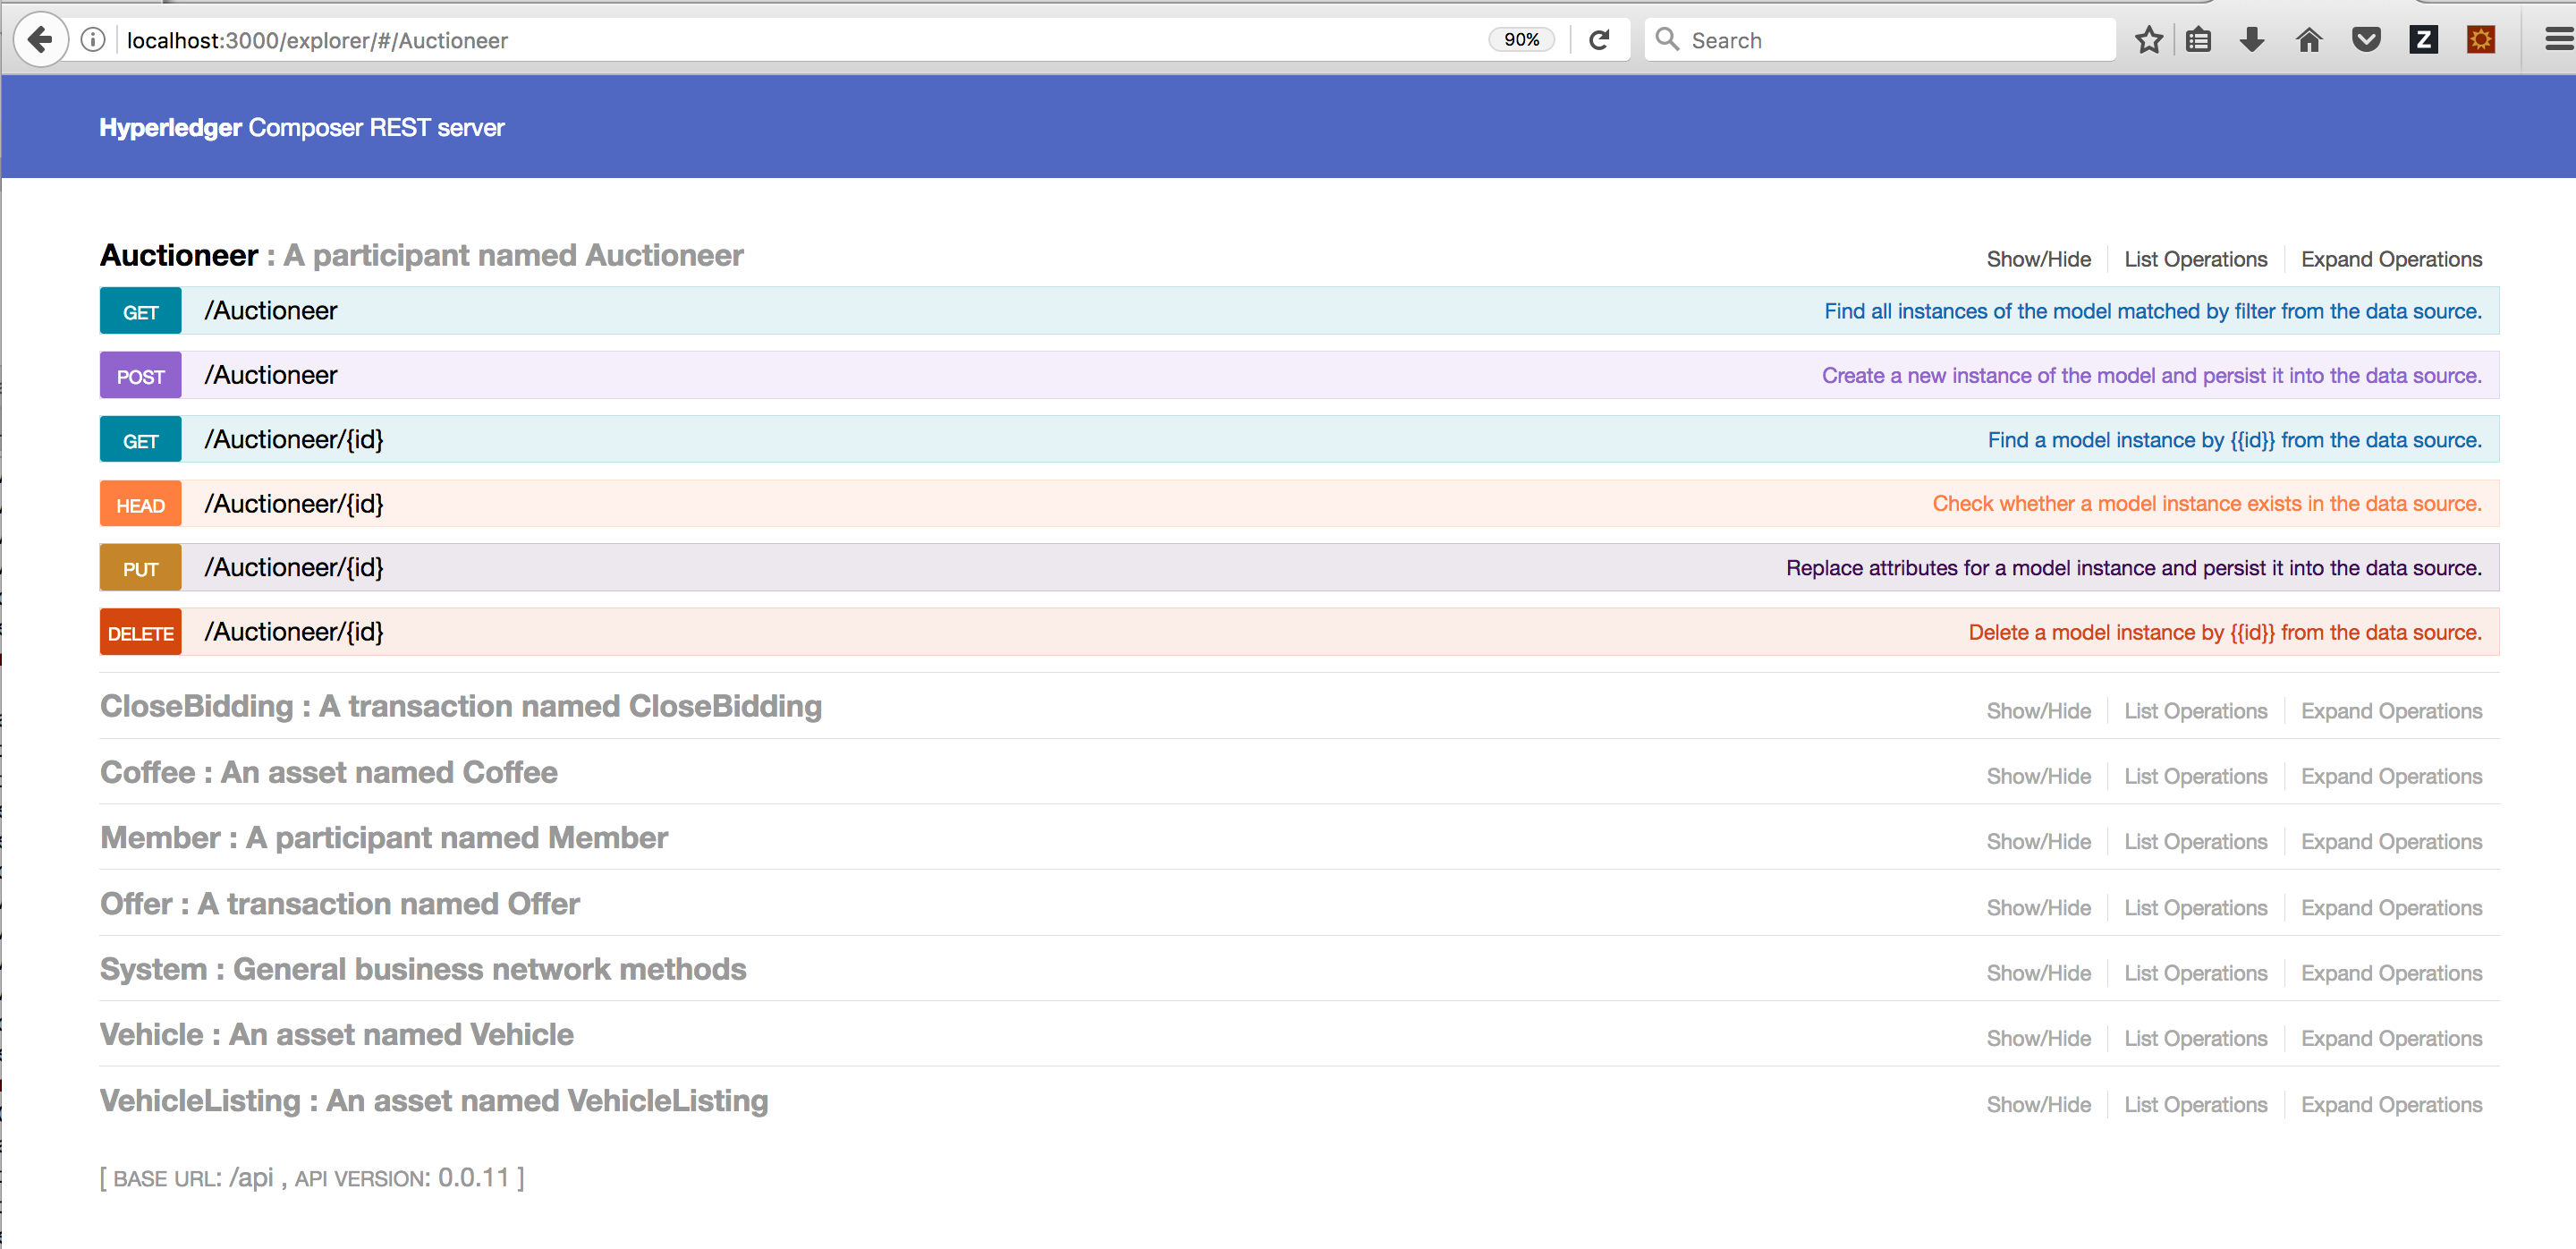 localhost:3000/explorer/#/Auctioneer 90% Search
Hyperledger Composer REST server
Auctioneer : A participant named Auctioneer Show/Hide List Operations Expand Operations
GET /Auctioneer Find all instances of the model matched by filter from the data source.
POST /Auctioneer Create a new instance of the model and persist it into the data source.
GET /Auctioneer/{id} Find a model instance by {{id}} from the data source.
HEAD /Auctioneer/{id} Check whether a model instance exists in the data source.
PUT /Auctioneer/{id} Replace attributes for a model instance and persist it into the data source.
DELETE /Auctioneer/{id} Delete a model instance by {{id}} from the data source.
CloseBidding : A transaction named CloseBidding Show/Hide List Operations Expand Operations
Coffee : An asset named Coffee Show/Hide List Operations Expand Operations
Member : A participant named Member Show/Hide List Operations Expand Operations
Offer : A transaction named Offer Show/Hide List Operations Expand Operations
System : General business network methods Show/Hide List Operations Expand Operations
Vehicle : An asset named Vehicle Show/Hide List Operations Expand Operations
VehicleListing : An asset named VehicleListing Show/Hide List Operations Expand Operations
[ BASE URL: /api , API VERSION: 0.0.11 ]